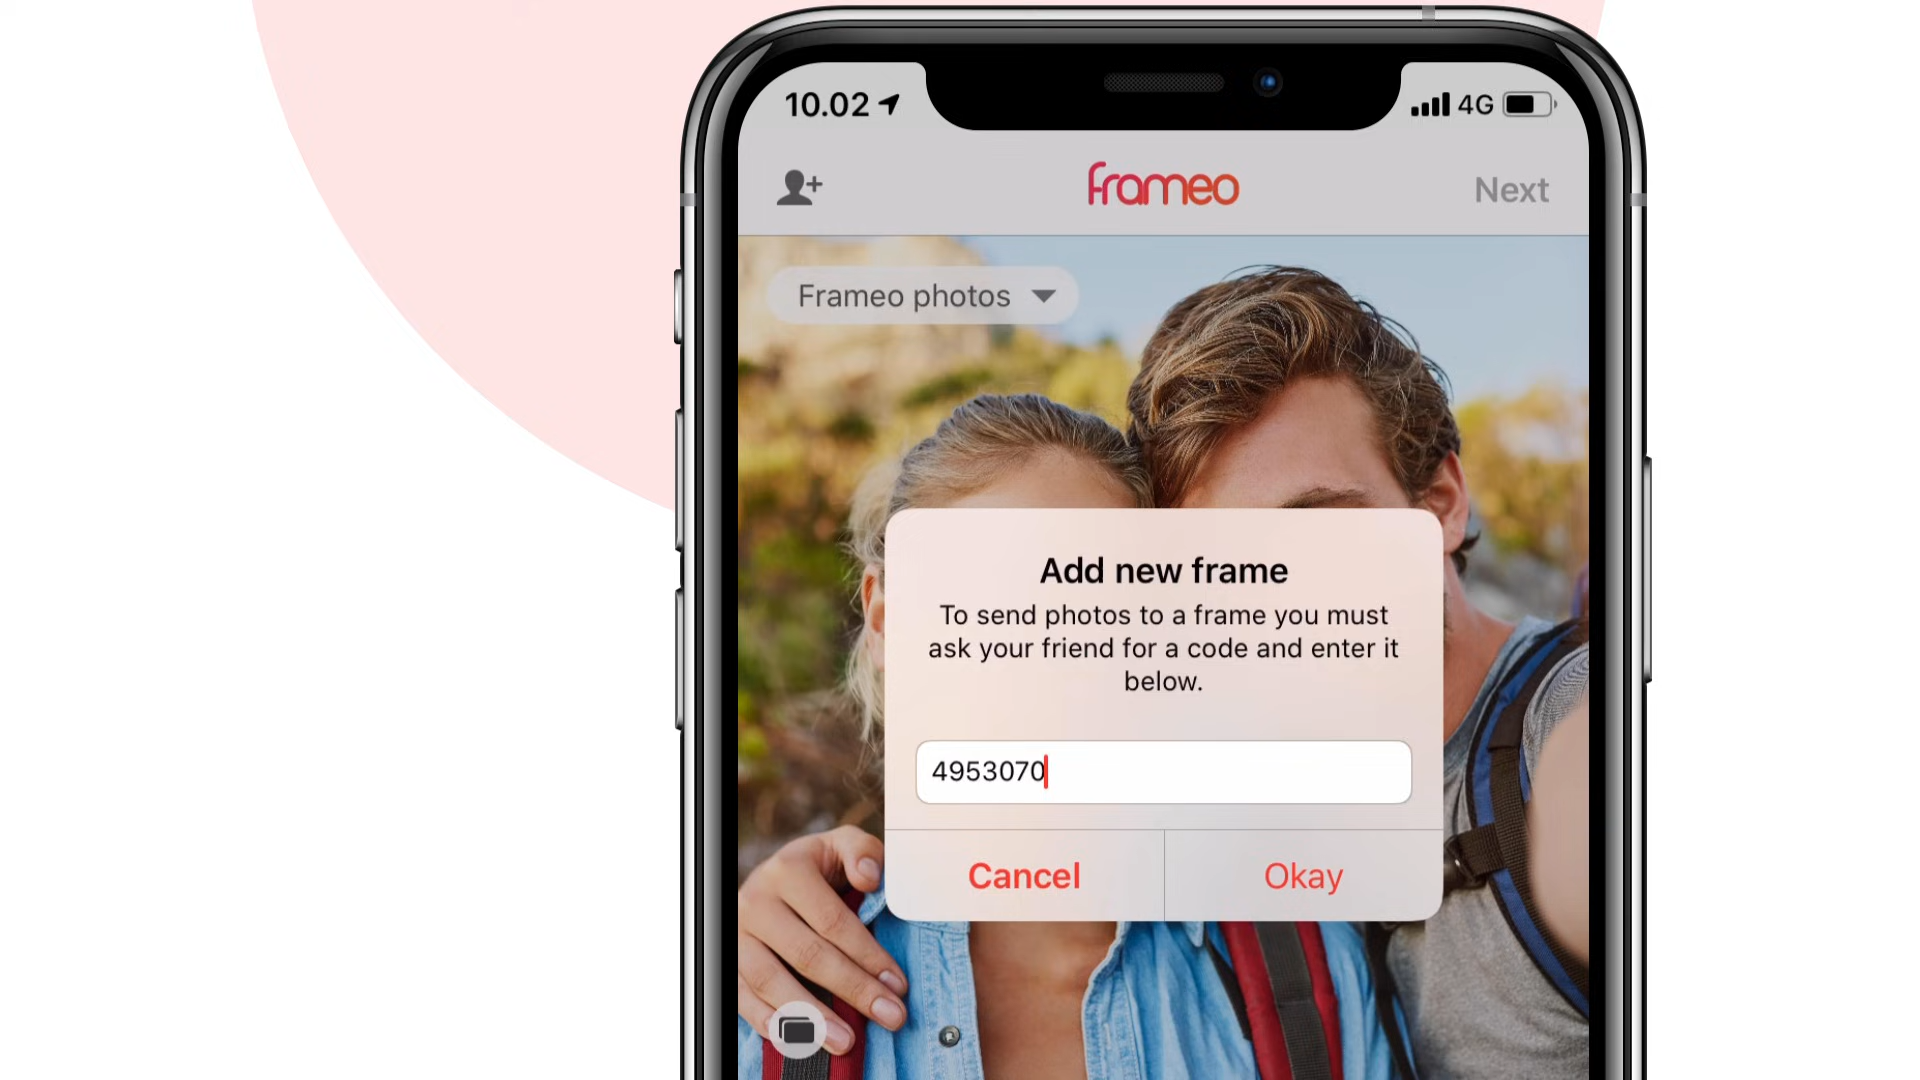 10.02
4G
frameo
Next
Frameo photos
Add new frame
To send photos to a frame you must
ask your friend for a code and enter it
below.
4953070
Cancel
Okay